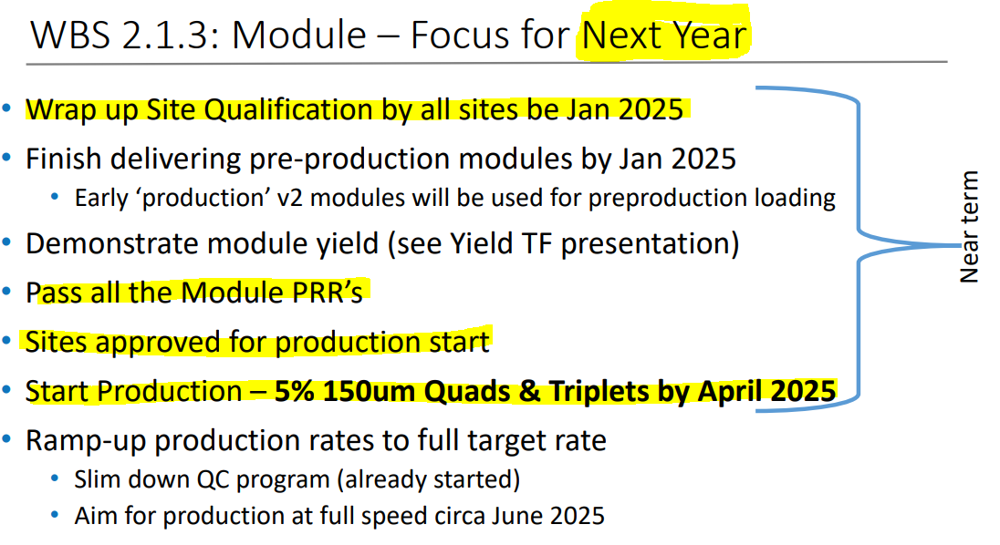 WBS 2.1.3: Module – Focus for Next Year
• Wrap up Site Qualification by all sites be Jan 2025
• Finish delivering pre-production modules by Jan 2025
• Early ‘production’ v2 modules will be used for preproduction loading
• Demonstrate module yield (see Yield TF presentation)
• Pass all the Module PRR’s
• Sites approved for production start
• Start Production – 5% 150um Quads & Triplets by April 2025
• Ramp-up production rates to full target rate
• Slim down QC program (already started)
• Aim for production at full speed circa June 2025
Near term